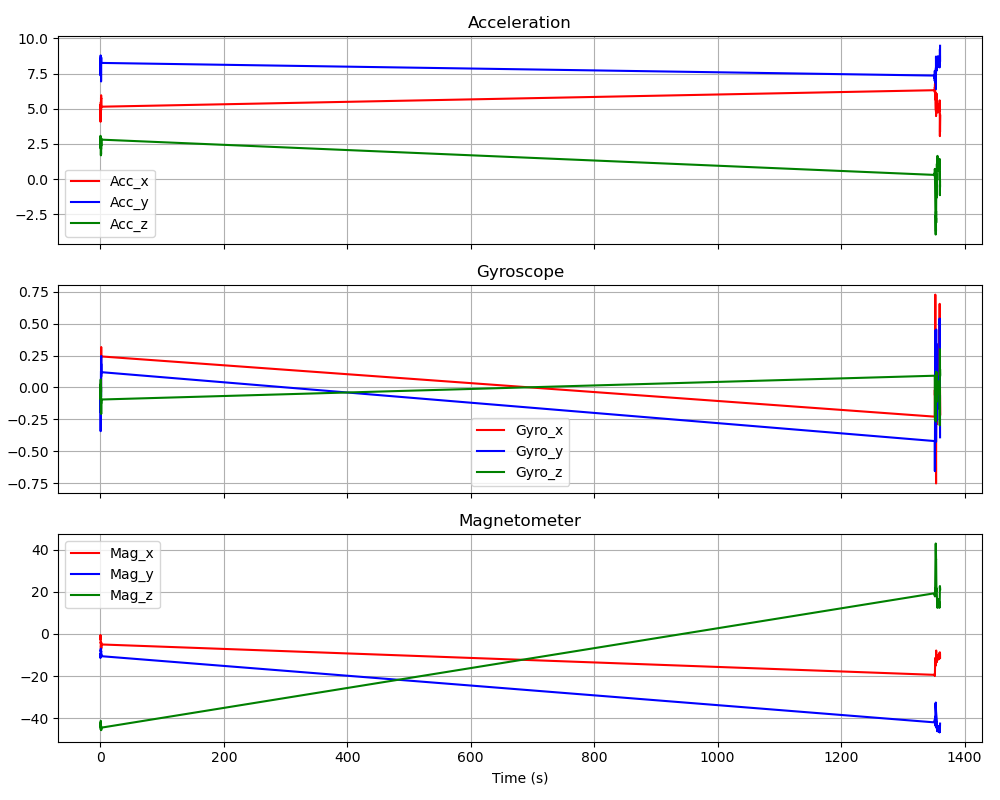 Acceleration
10.0
7.5
5.0
2.5
0.0
−2.5
Acc_x
Acc_y
Acc_z
Gyroscope
0.75
0.50
0.25
0.00
−0.25
−0.50
−0.75
Gyro_x
Gyro_y
Gyro_z
Magnetometer
40
20
0
−20
−40
Mag_x
Mag_y
Mag_z
0 200 400 600 800 1000 1200 1400
Time (s)